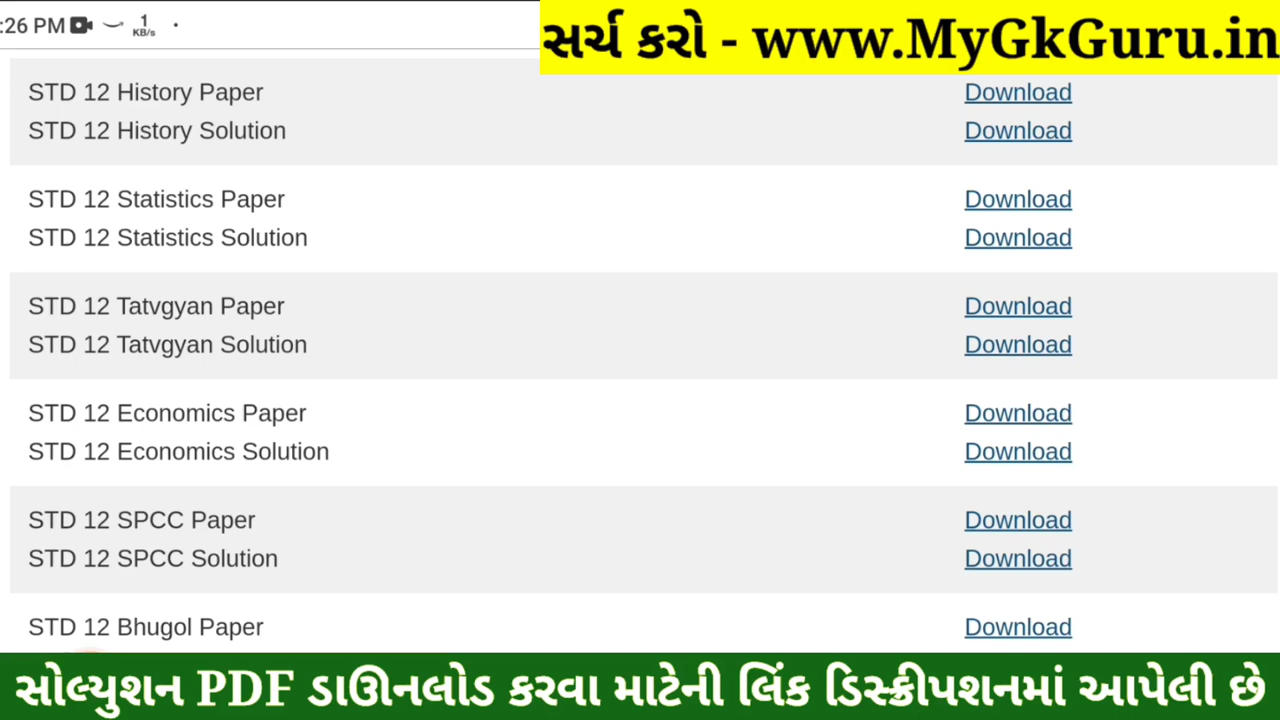 :26 PM 1 KB/s
સર્ચ કરો - www.MyGkGuru.in
STD 12 History Paper Download
STD 12 History Solution Download
STD 12 Statistics Paper Download
STD 12 Statistics Solution Download
STD 12 Tatvgyan Paper Download
STD 12 Tatvgyan Solution Download
STD 12 Economics Paper Download
STD 12 Economics Solution Download
STD 12 SPCC Paper Download
STD 12 SPCC Solution Download
STD 12 Bhugol Paper Download
સોલ્યુશન PDF ડાઊનલોડ કરવા માટેની લિંક ડિસ્ક્રીપશનમાં આપેલી છે